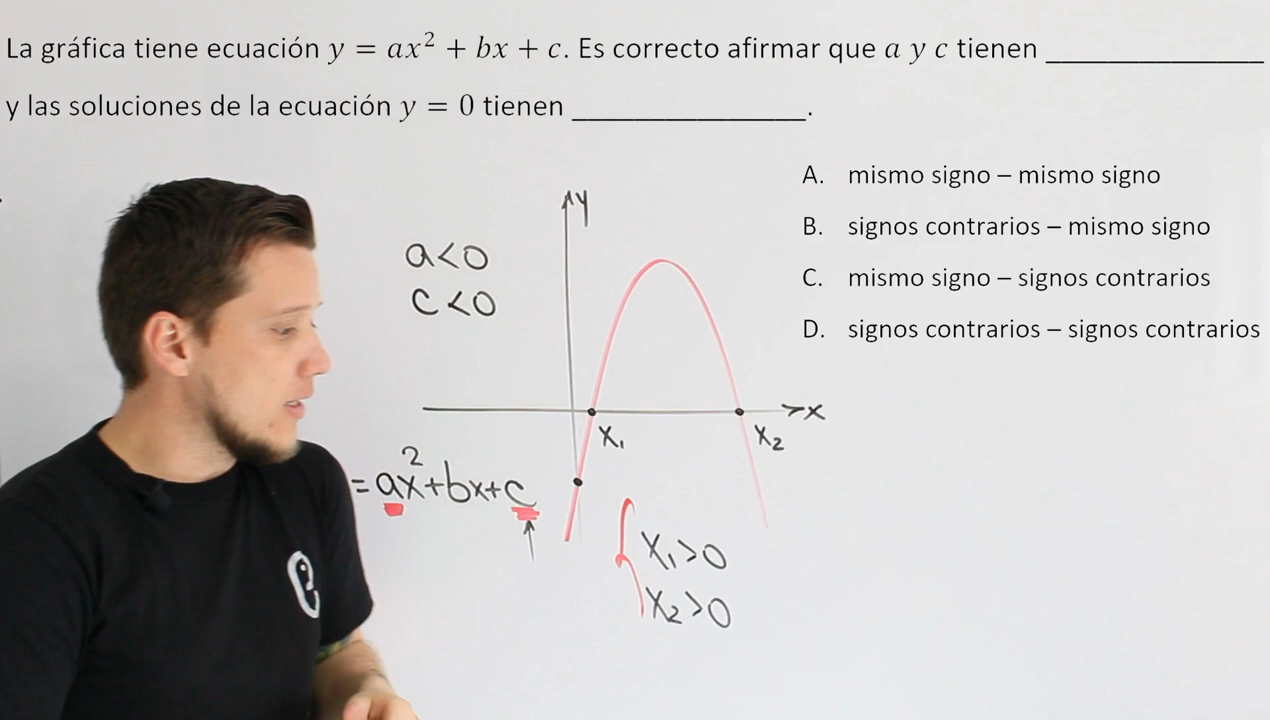 La gráfica tiene ecuación y = ax² + bx + c. Es correcto afirmar que a y c tienen ______________
y las soluciones de la ecuación y = 0 tienen _______________.
A. mismo signo – mismo signo
B. signos contrarios – mismo signo
C. mismo signo – signos contrarios
D. signos contrarios – signos contrarios
y
a<0
c<0
x
x₁
x₂
=ax²+bx+c
x₁>0
x₂>0